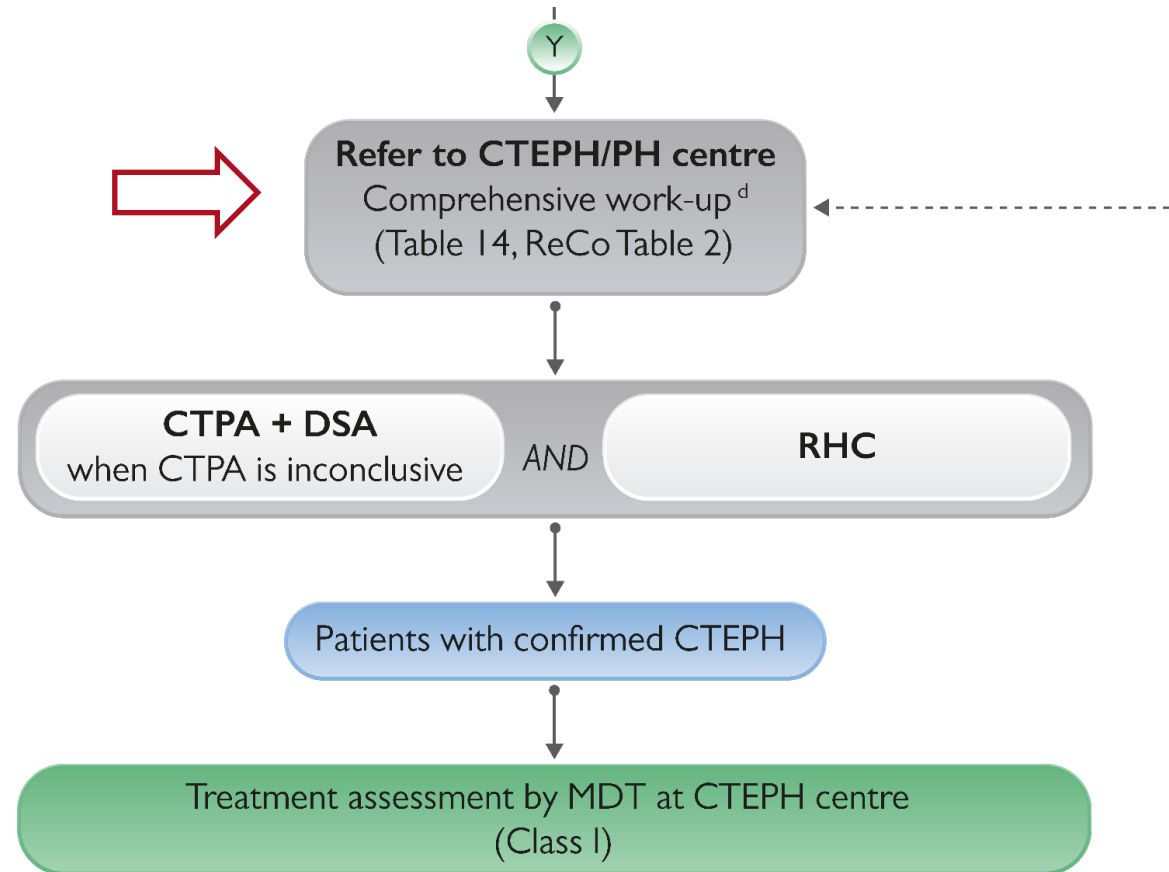 Y
Refer to CTEPH/PH centre
Comprehensive work-up d
(Table 14, ReCo Table 2)
CTPA + DSA
when CTPA is inconclusive
AND
RHC
Patients with confirmed CTEPH
Treatment assessment by MDT at CTEPH centre
(Class I)